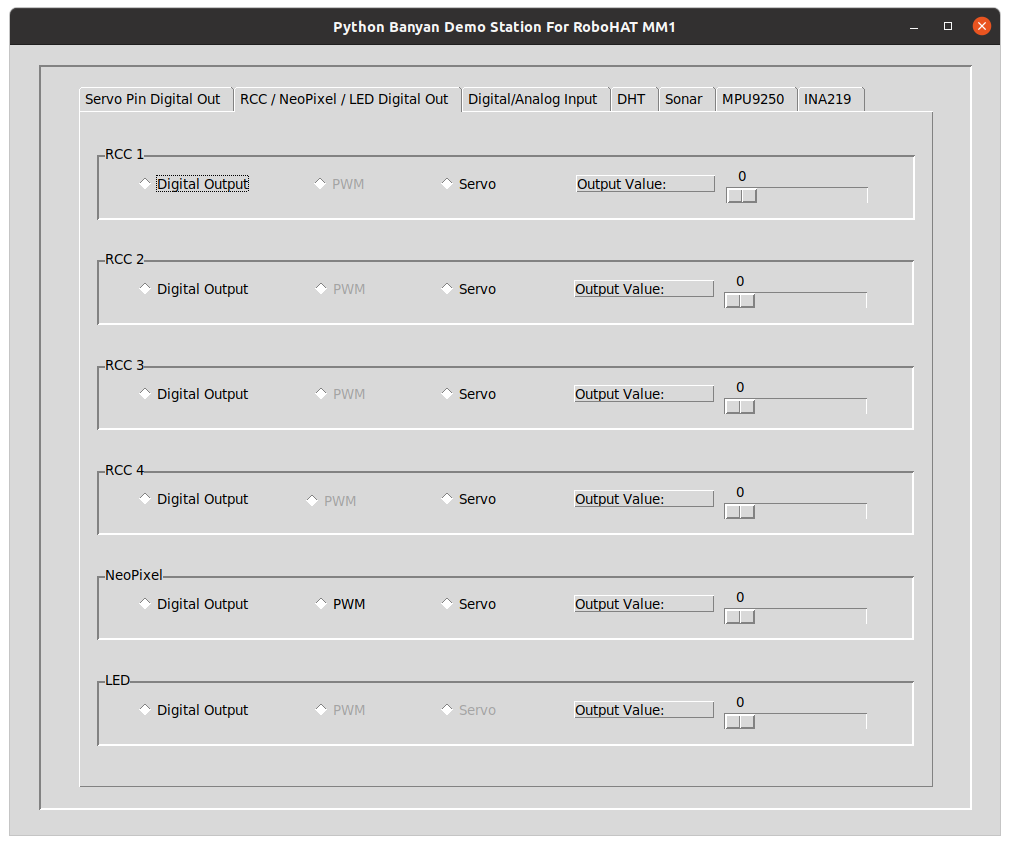 Python Banyan Demo Station For RoboHAT MM1
Servo Pin Digital Out RCC / NeoPixel / LED Digital Out Digital/Analog Input DHT Sonar MPU9250 INA219
RCC 1
Digital Output PWM Servo Output Value: 0
RCC 2
Digital Output PWM Servo Output Value: 0
RCC 3
Digital Output PWM Servo Output Value: 0
RCC 4
Digital Output PWM Servo Output Value: 0
NeoPixel
Digital Output PWM Servo Output Value: 0
LED
Digital Output PWM Servo Output Value: 0